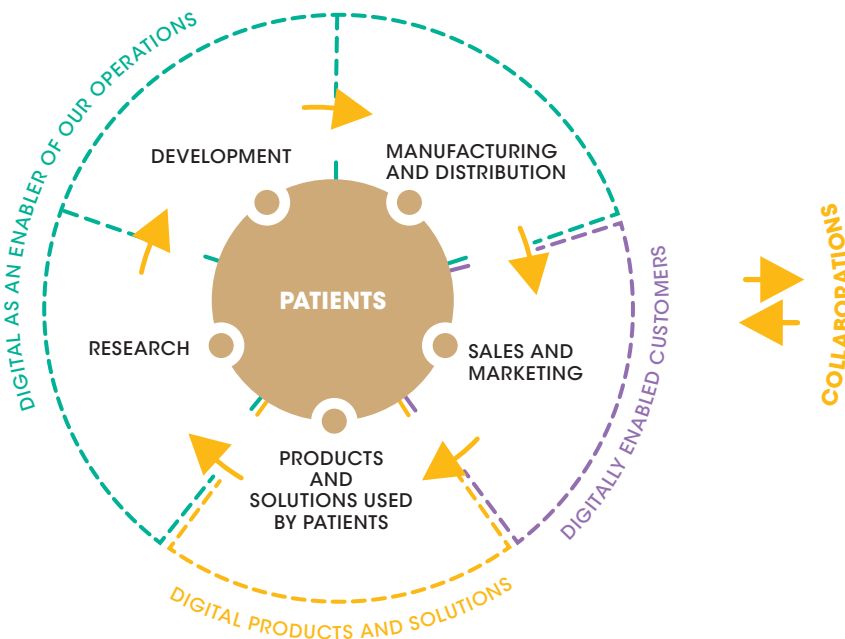 DIGITAL AS AN ENABLER OF OUR OPERATIONS
DEVELOPMENT
MANUFACTURING
AND DISTRIBUTION
PATIENTS
RESEARCH
SALES AND
MARKETING
PRODUCTS
AND
SOLUTIONS USED
BY PATIENTS
DIGITALLY ENABLED CUSTOMERS
DIGITAL PRODUCTS AND SOLUTIONS
COLLABORATIONS